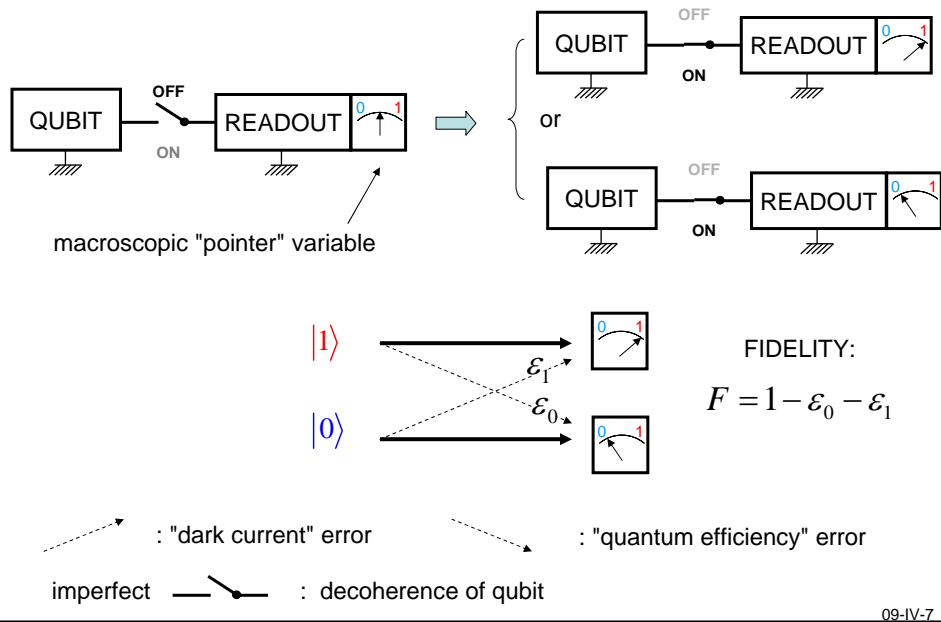 OFF
QUBIT READOUT 0 1
ON
macroscopic "pointer" variable
OFF
QUBIT READOUT 0 1
ON
or
OFF
QUBIT READOUT 0 1
ON
|1⟩ 0 1
ε₁
ε₀
|0⟩ 0 1
FIDELITY:
F = 1 − ε₀ − ε₁
: "dark current" error
: "quantum efficiency" error
imperfect : decoherence of qubit
09-IV-7